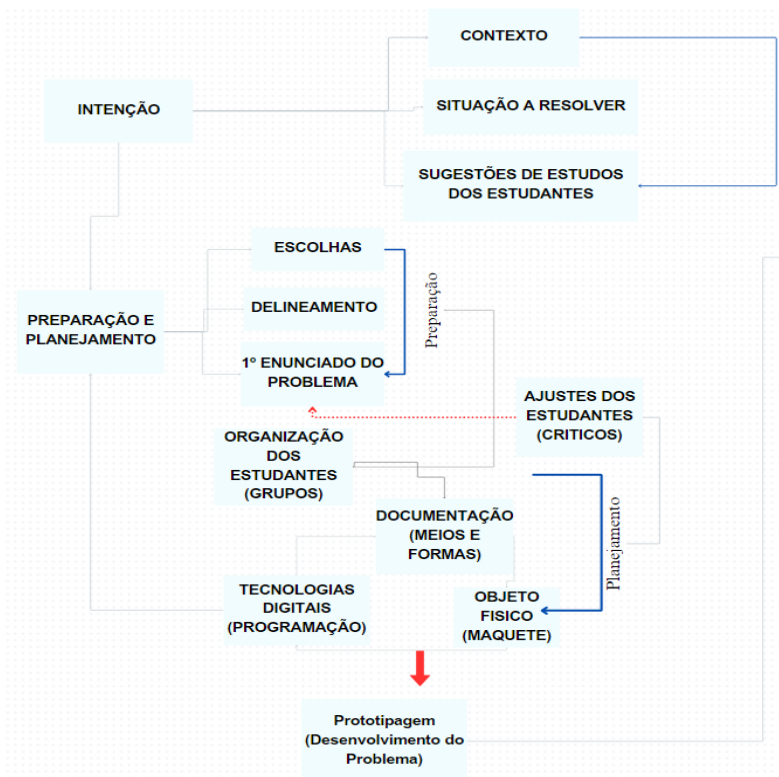 CONTEXTO
INTENÇÃO
SITUAÇÃO A RESOLVER
SUGESTÕES DE ESTUDOS
DOS ESTUDANTES
ESCOLHAS
Preparação
PREPARAÇÃO E
PLANEJAMENTO
DELINEAMENTO
1º ENUNCIADO DO
PROBLEMA
AJUSTES DOS
ESTUDANTES
(CRITICOS)
ORGANIZAÇÃO
DOS
ESTUDANTES
(GRUPOS)
DOCUMENTAÇÃO
(MEIOS E
FORMAS)
Planejamento
TECNOLOGIAS
DIGITAIS
(PROGRAMAÇÃO)
OBJETO
FISICO
(MAQUETE)
Prototipagem
(Desenvolvimento do
Problema)